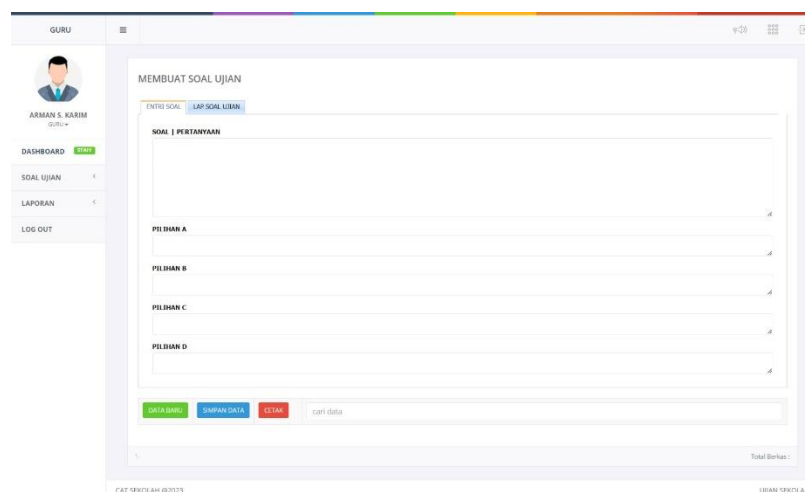 GURU
ARMAN S. KARIM
GURU
DASHBOARD STAFF
SOAL UJIAN
LAPORAN
LOG OUT
MEMBUAT SOAL UJIAN
ENTRI SOAL LAP. SOAL UJIAN
SOAL | PERTANYAAN
PILIHAN A
PILIHAN B
PILIHAN C
PILIHAN D
DATA BARU SIMPAN DATA CETAK cari data
Total Berkas :
CAT SEKOLAH @2023 UJIAN SEKOLA